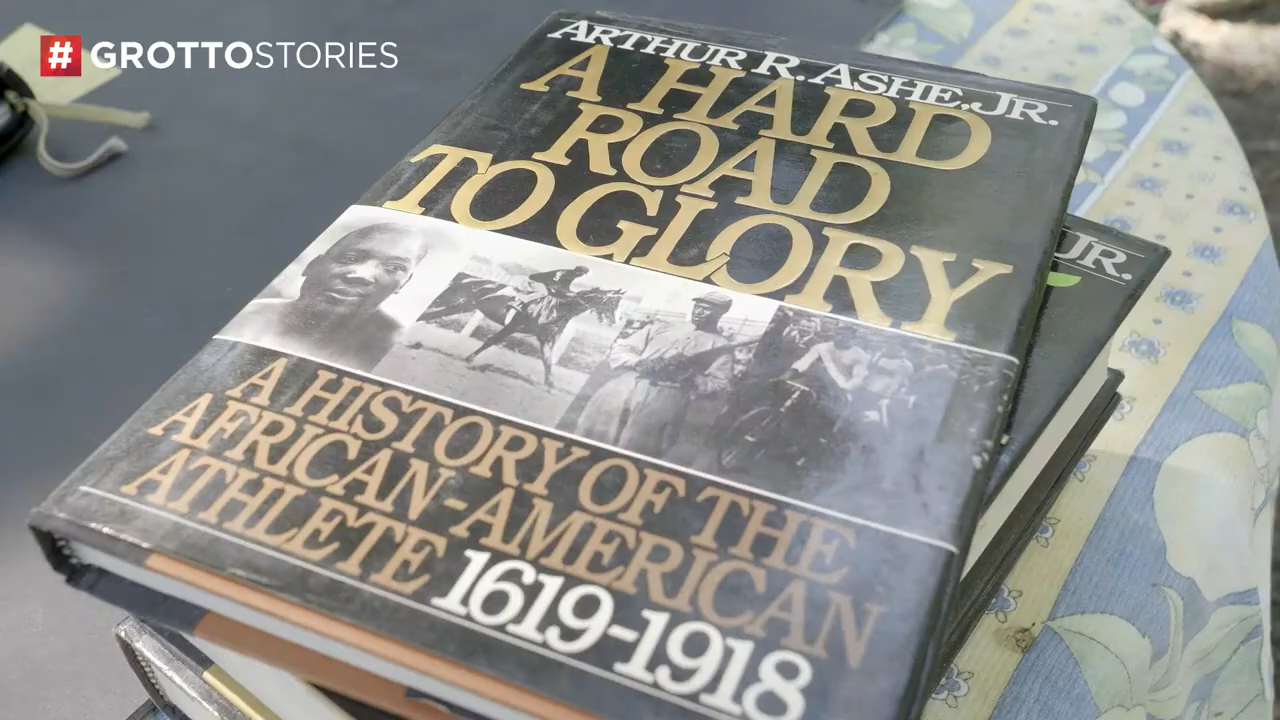 # GROTTOSTORIES
ARTHUR R. ASHE, JR.
A HARD
ROAD
TO GLORY
A HISTORY OF THE
AFRICAN-AMERICAN
ATHLETE 1619-1918
JR.